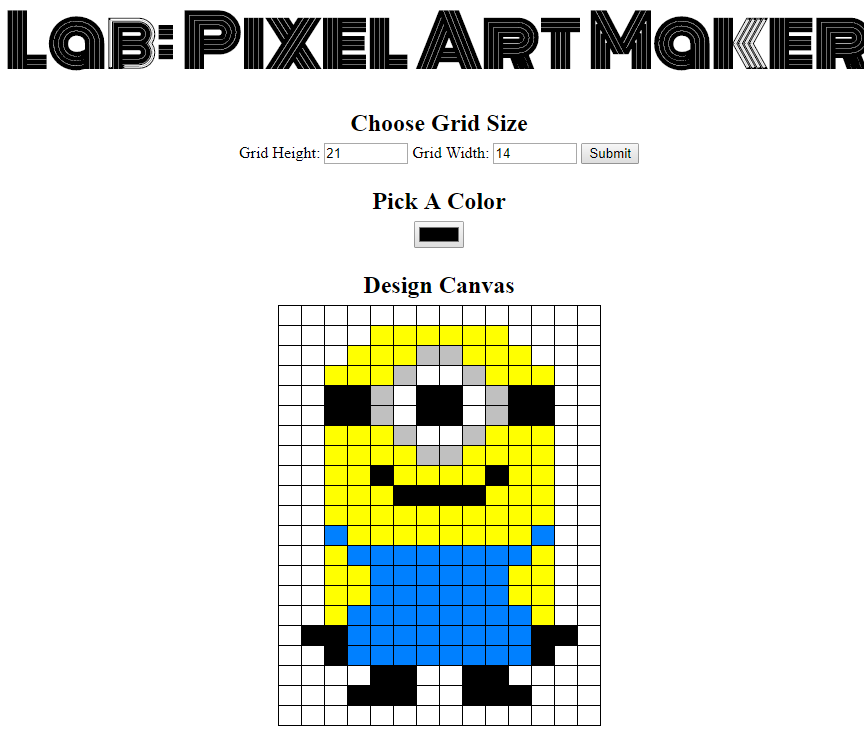 Lab: Pixel Art Maker
Choose Grid Size
Grid Height: 21 Grid Width: 14 Submit
Pick A Color
Design Canvas